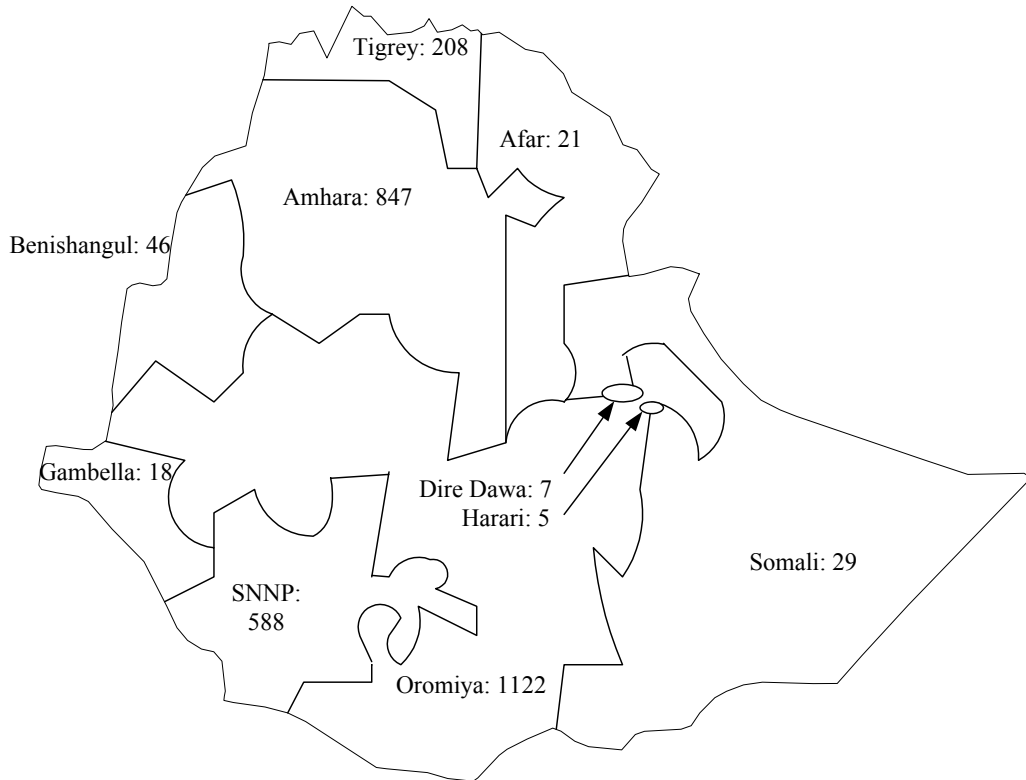 Tigrey: 208
Afar: 21
Amhara: 847
Benishangul: 46
Gambella: 18
Dire Dawa: 7
Harari: 5
Somali: 29
SNNP:
588
Oromiya: 1122